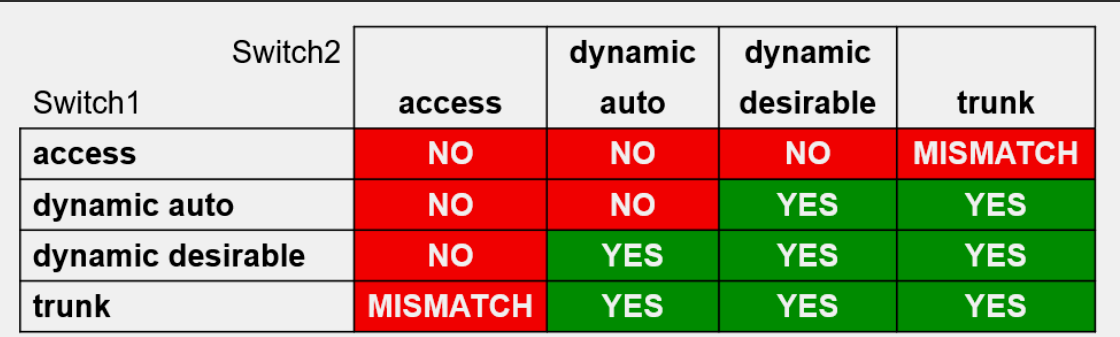 Switch2 dynamic dynamic
Switch1 access auto desirable trunk
access NO NO NO MISMATCH
dynamic auto NO NO YES YES
dynamic desirable NO YES YES YES
trunk MISMATCH YES YES YES